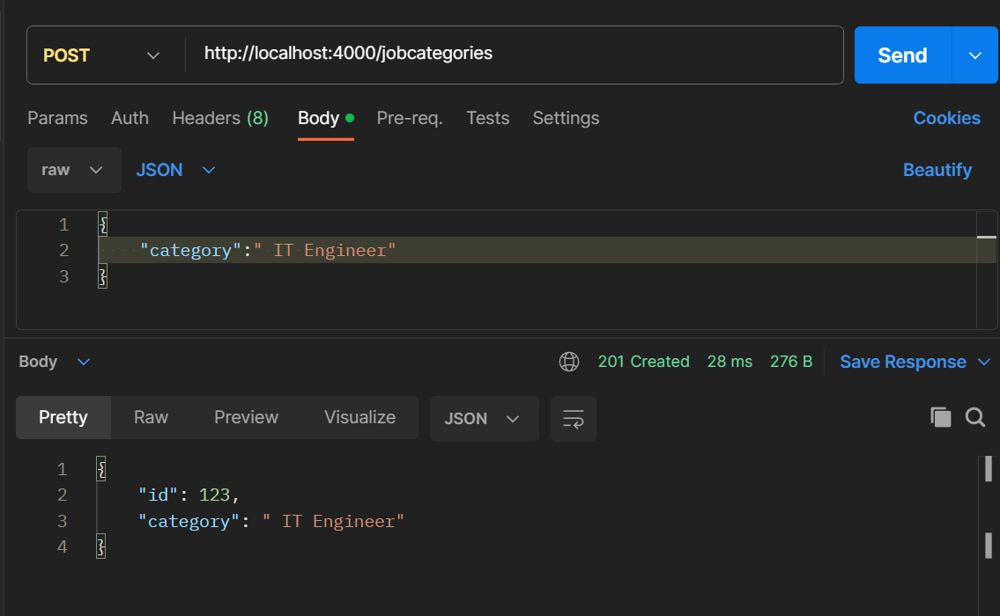 POST http://localhost:4000/jobcategories Send
Params Auth Headers (8) Body Pre-req. Tests Settings Cookies
raw JSON Beautify
1 {
2 "category":" IT Engineer"
3 }
Body 201 Created 28 ms 276 B Save Response
Pretty Raw Preview Visualize JSON
1 {
2 "id": 123,
3 "category": " IT Engineer"
4 }